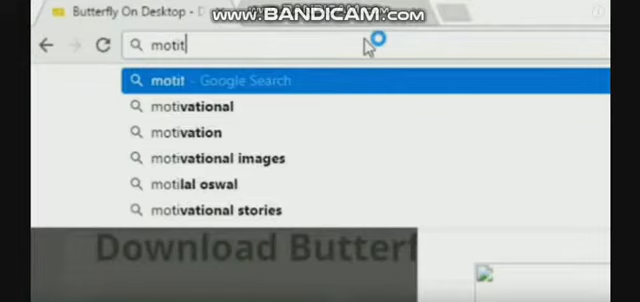 Butterfly On Desktop - D
www.BANDICAM.com
motit
motit - Google Search
motivational
motivation
motivational images
motilal oswal
motivational stories
Download Butterf